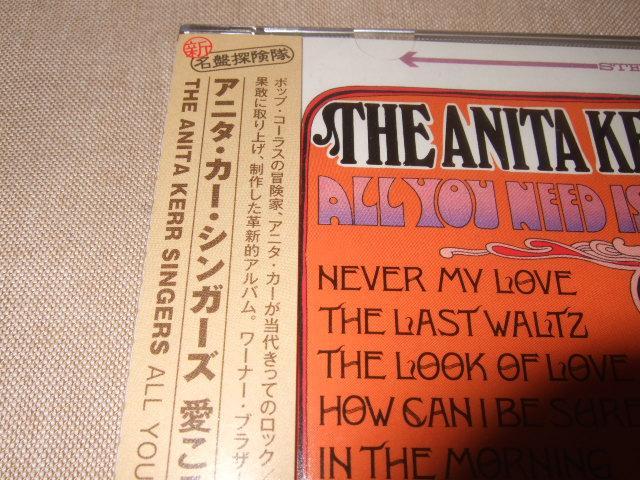 新名盤探険隊
アニタ・カー・シンガーズ 愛こ
THE ANITA KERR SINGERS ALL YOU
ポップ・コーラスの冒険家、アニタ・カーが当代きってのロック/
果敢に取り上げ、制作した革新的アルバム。ワーナー・ブラザー
STE
THE ANITA KE
ALL YOU NEED IS
NEVER MY LOVE
THE LAST WALTZ
THE LOOK OF LOVE
HOW CAN I BE SURE
IN THE MORNING